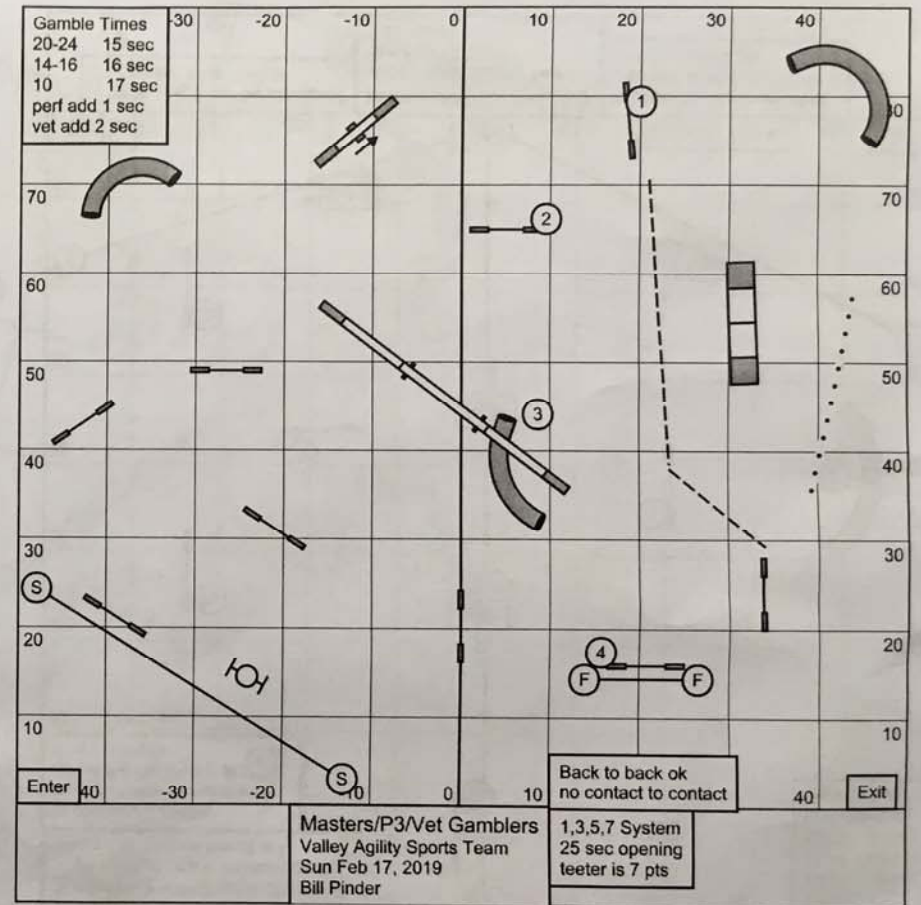 Gamble Times
20-24 15 sec
14-16 16 sec
10 17 sec
perf add 1 sec
vet add 2 sec
-30 -10 0 10 20 30 40
1
80
70 70
2
60 60
50 50
3
40 40
30 30
S
20 20
4
F F
10 10
S
Enter 40 -30 -20 -10 0 10 40 Exit
Back to back ok
no contact to contact
Masters/P3/Vet Gamblers
Valley Agility Sports Team
Sun Feb 17, 2019
Bill Pinder
1,3,5,7 System
25 sec opening
teeter is 7 pts